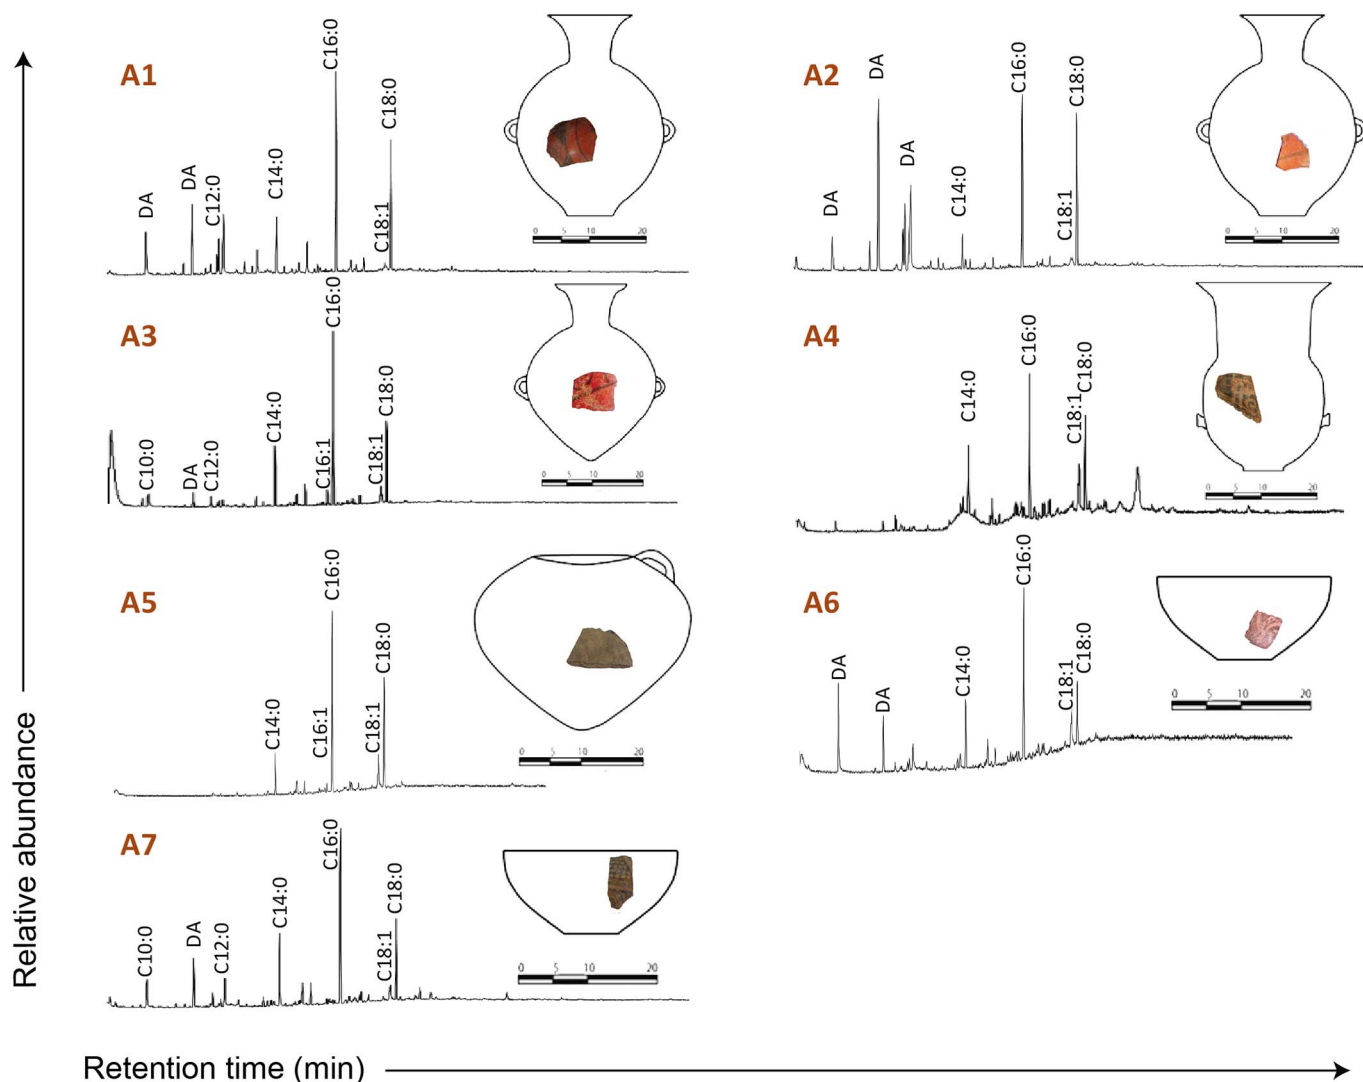 A1
DA
DA
C12:0
C14:0
C16:0
C18:1
C18:0
0 5 10 20
A2
DA
DA
DA
C14:0
C16:0
C18:1
C18:0
0 5 10 20
A3
C10:0
DA
C12:0
C14:0
C16:1
C16:0
C18:1
C18:0
0 5 10 20
A4
C14:0
C16:0
C18:1
C18:0
0 5 10 20
A5
C14:0
C16:1
C16:0
C18:1
C18:0
0 5 10 20
A6
DA
DA
C14:0
C16:0
C18:1
C18:0
0 5 10 20
A7
C10:0
DA
C12:0
C14:0
C16:0
C18:1
C18:0
0 5 10 20
Relative abundance
Retention time (min)